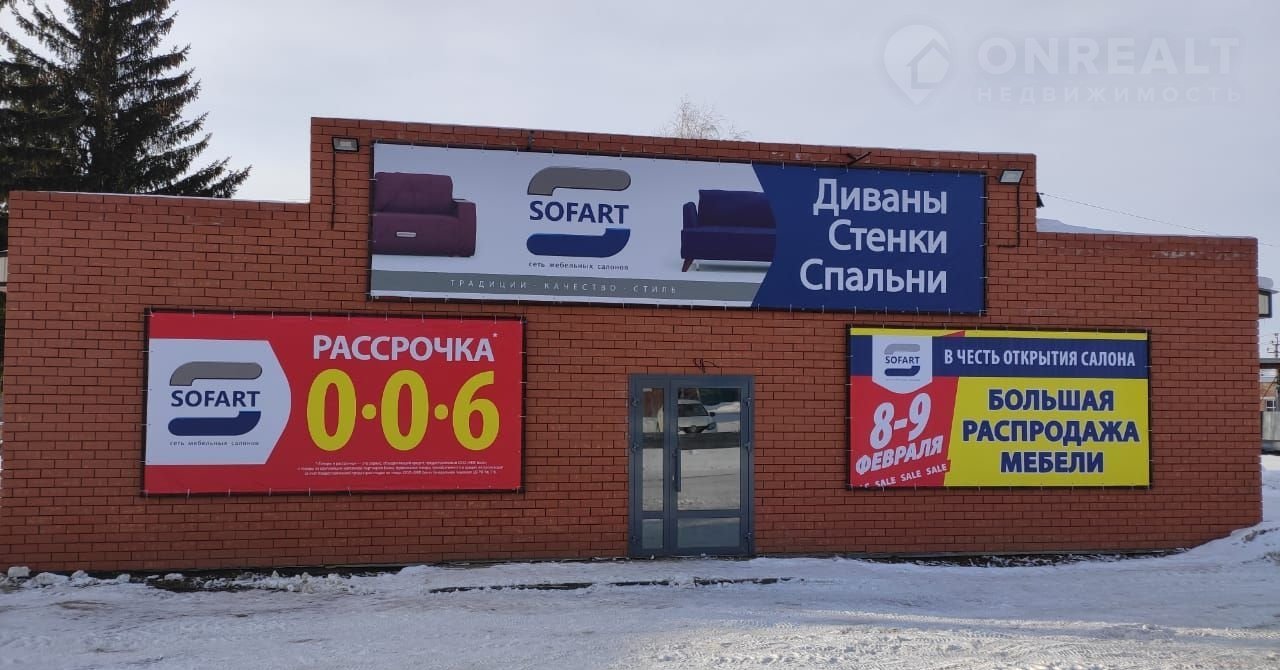 ONREALT
НЕДВИЖИМОСТЬ
SOFART
сеть мебельных салонов
ТРАДИЦИИ · КАЧЕСТВО · СТИЛЬ
Диваны
Стенки
Спальни
РАССРОЧКА*
0·0·6
SOFART
сеть мебельных салонов
SOFART
В ЧЕСТЬ ОТКРЫТИЯ САЛОНА
8-9
ФЕВРАЛЯ
SALE SALE SALE
БОЛЬШАЯ
РАСПРОДАЖА
МЕБЕЛИ